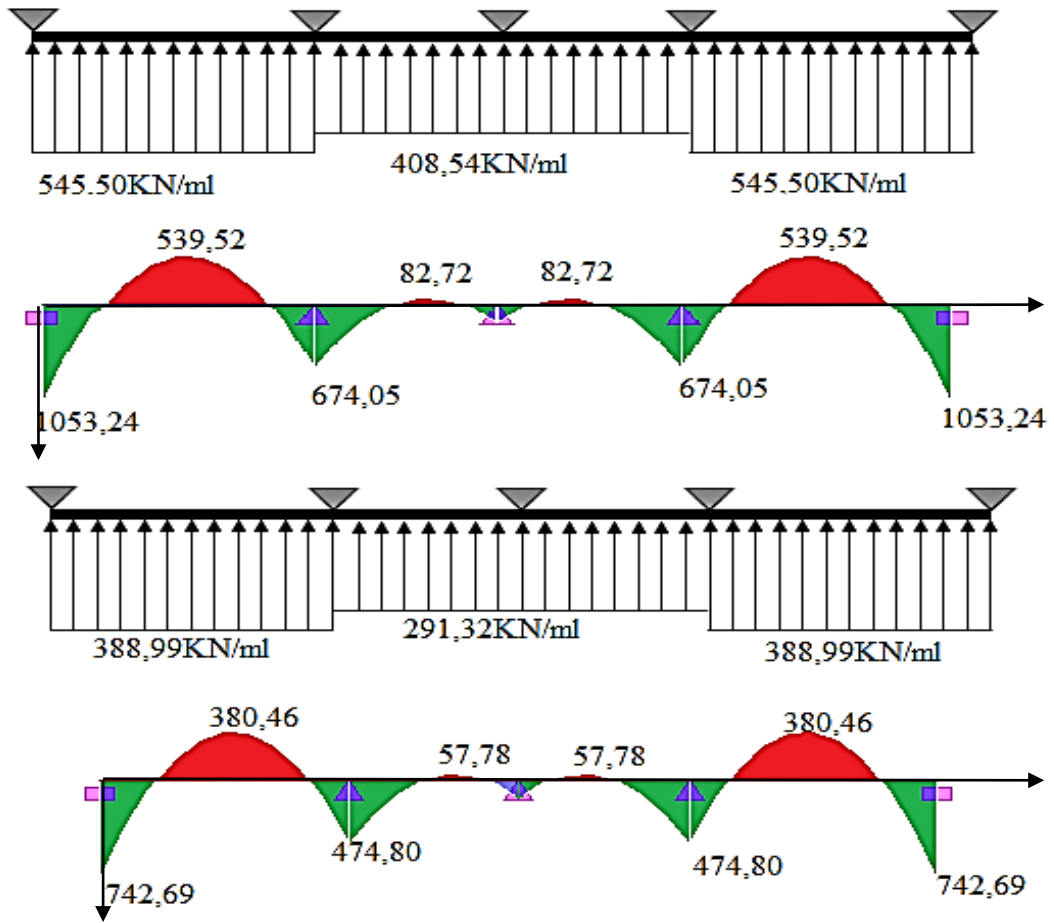 408,54KN/ml
545.50KN/ml 545.50KN/ml
539,52 539,52
82,72 82,72
674,05 674,05
1053,24 1053,24
291,32KN/ml
388,99KN/ml 388,99KN/ml
380,46 380,46
57,78 57,78
474,80 474,80
742,69 742,69